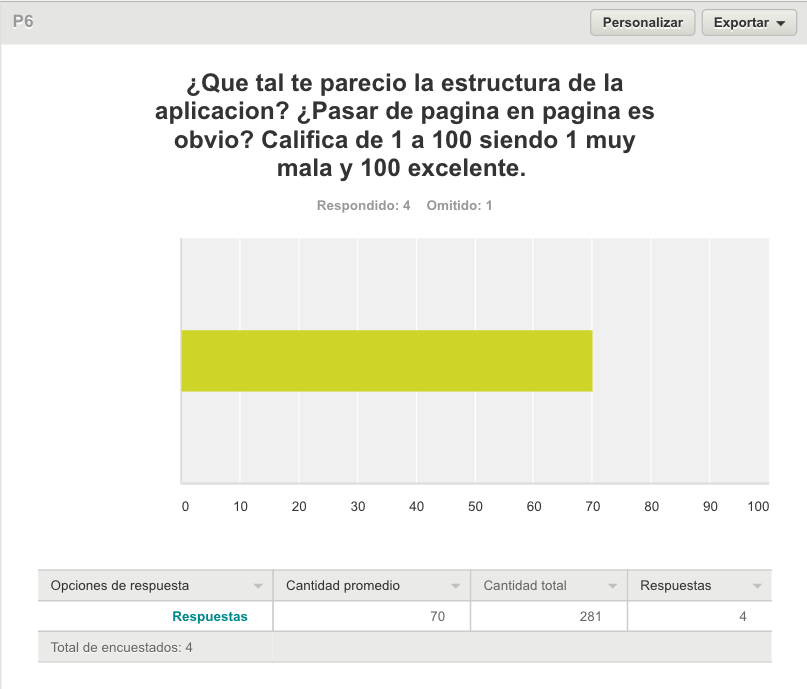 P6
Personalizar
Exportar
¿Que tal te parecio la estructura de la
aplicacion? ¿Pasar de pagina en pagina es
obvio? Califica de 1 a 100 siendo 1 muy
mala y 100 excelente.
Respondido: 4 Omitido: 1
0 10 20 30 40 50 60 70 80 90 100
Opciones de respuesta Cantidad promedio Cantidad total Respuestas
Respuestas 70 281 4
Total de encuestados: 4